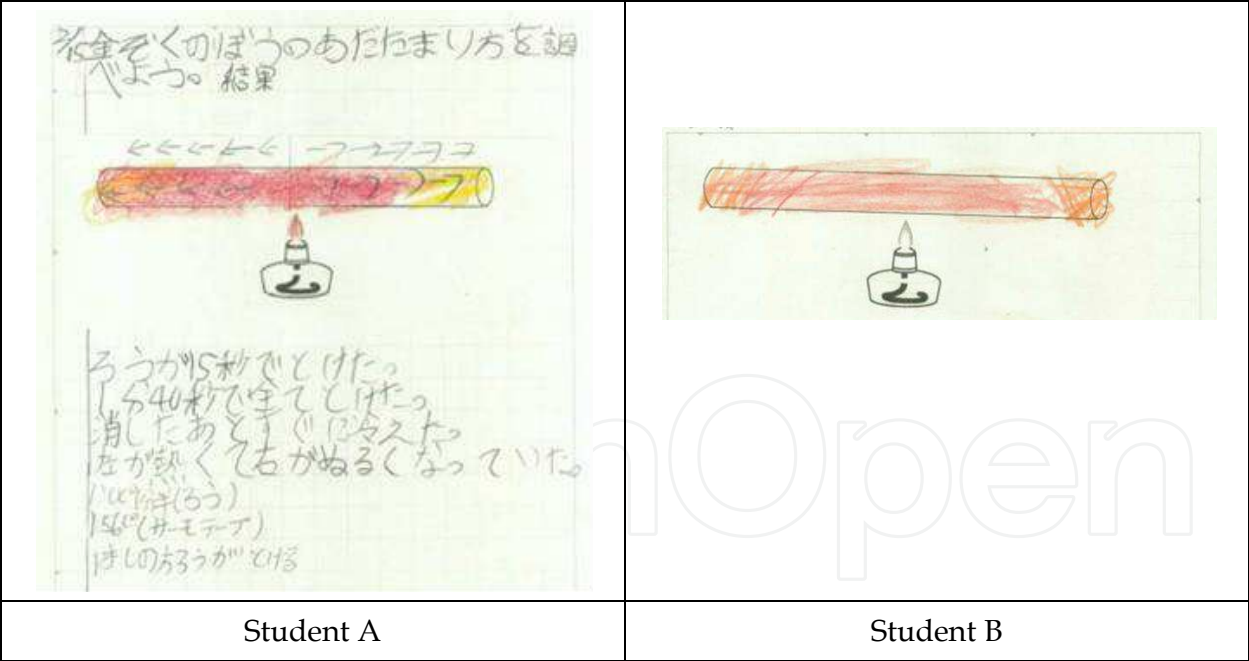 金ぞくのぼうのあたたまり方を調
べよう。 結果
ろうが15秒でとけたっ
1分40秒で全てとけたっ
消したあとすぐに冷えたっ
左が熱くて右がぬるくなっていた。
(ろう)
156℃(サーモテープ)
はしの方ろうがとける
nOpen
Student A
Student B